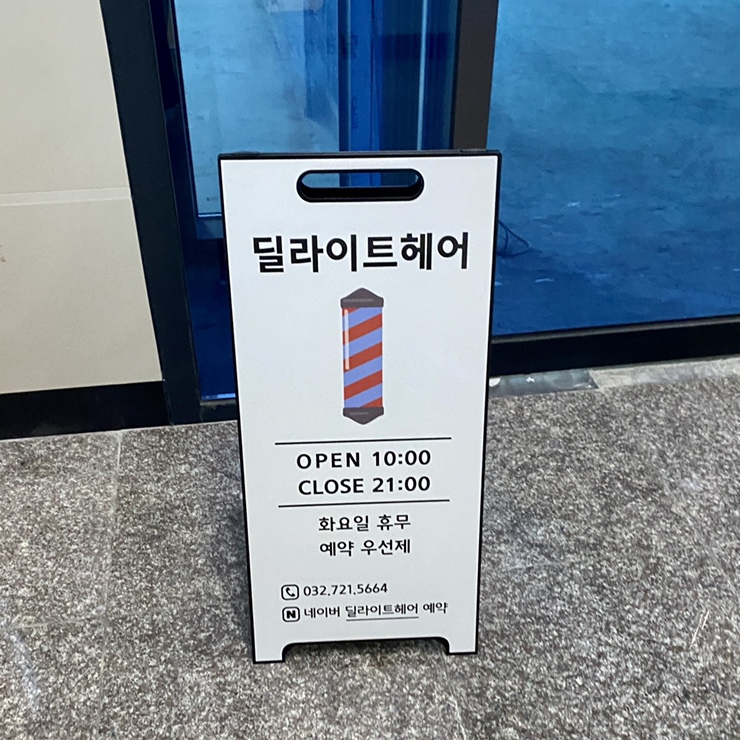 딜라이트헤어
OPEN 10:00
CLOSE 21:00
화요일 휴무
예약 우선제
032.721.5664
N 네이버 딜라이트헤어 예약